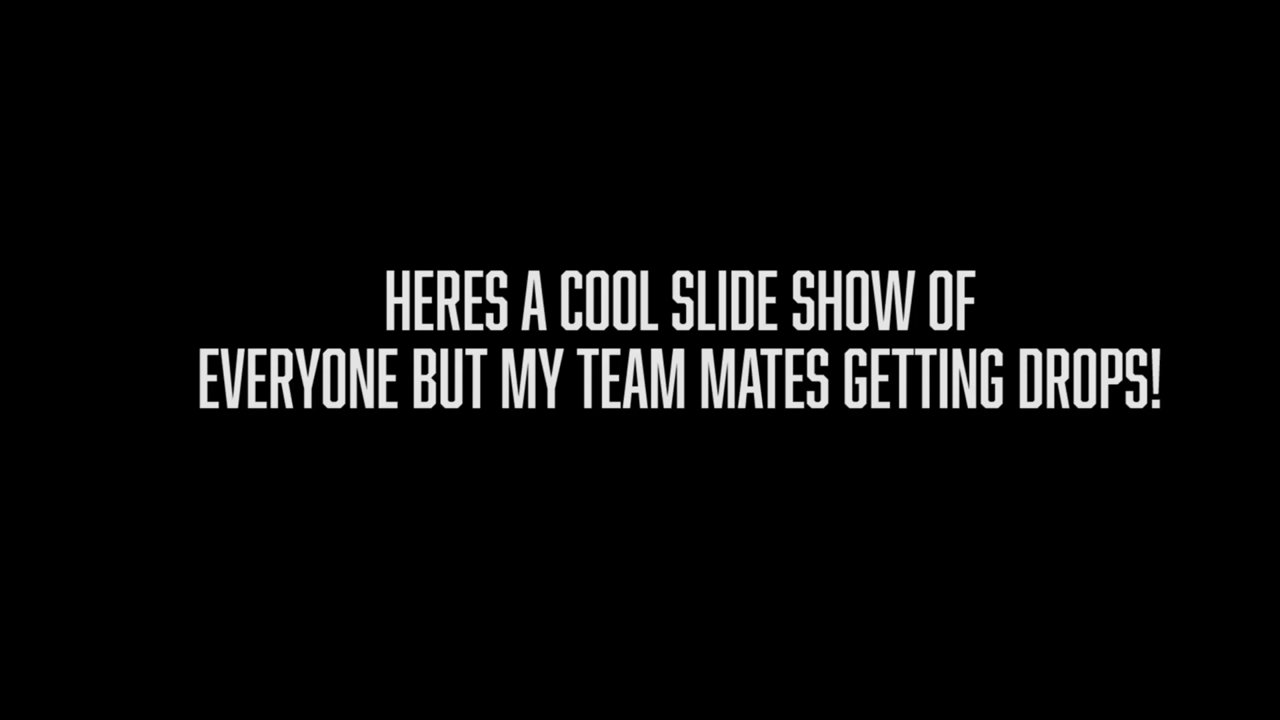 HERES A COOL SLIDE SHOW OF
EVERYONE BUT MY TEAM MATES GETTING DROPS!